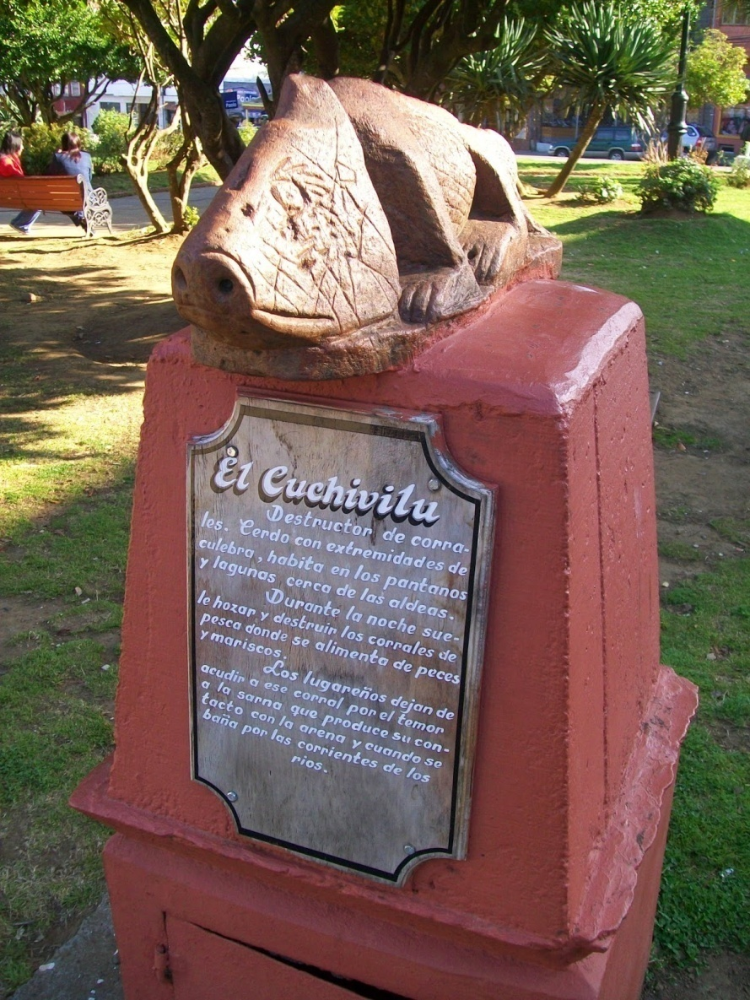 El Cuchivilu
Destructor de corra-
les. Cerdo con extremidades de
culebra, habita en los pantanos
y lagunas cerca de las aldeas.
Durante la noche sue-
le hozar y destruir los corrales de
pesca donde se alimenta de peces
y mariscos.
Los lugareños dejan de
acudir a ese corral por el temor
a la sarna que produce su con-
tacto con la arena y cuando se
baña por las corrientes de los
rios.